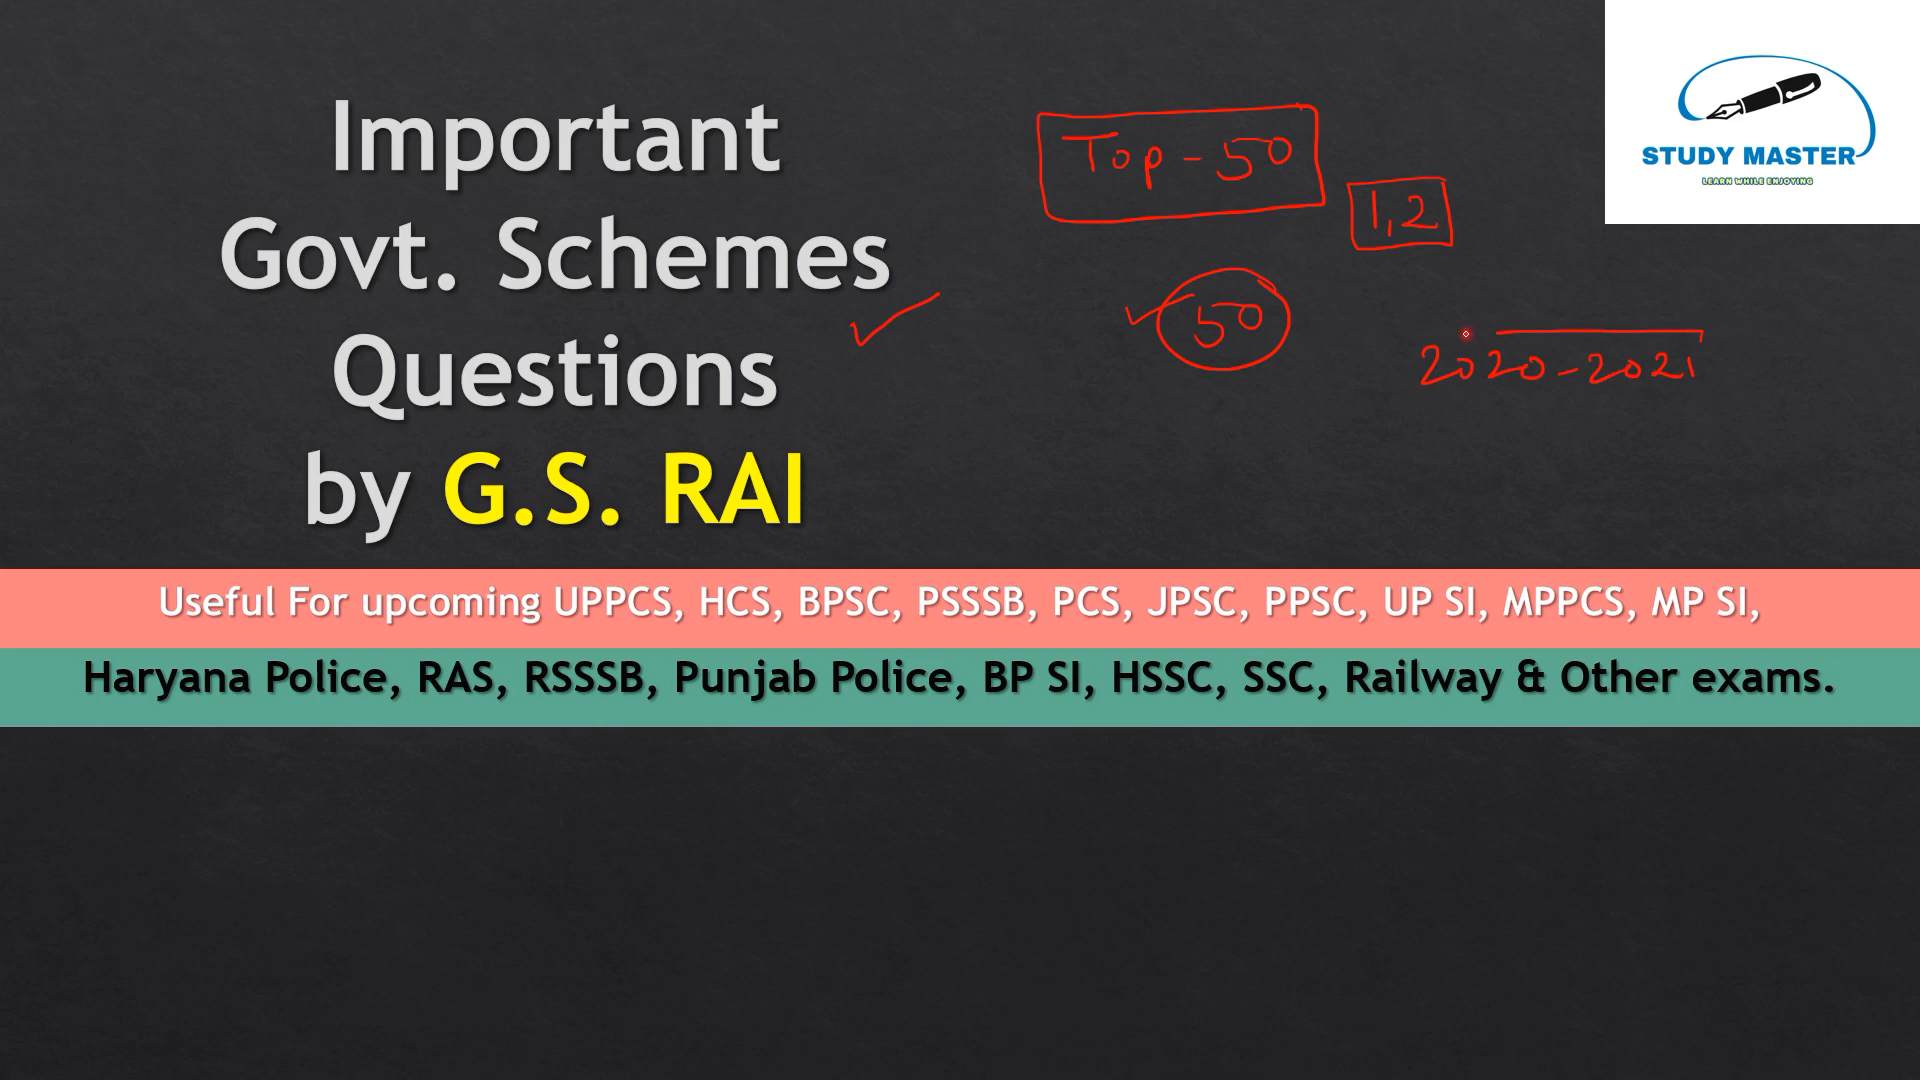 Important
Govt. Schemes
Questions
by G.S. RAI
Top - 50
1,2
50
2020-2021
STUDY MASTER
LEARN WHILE ENJOYING
Useful For upcoming UPPCS, HCS, BPSC, PSSSB, PCS, JPSC, PPSC, UP SI, MPPCS, MP SI,
Haryana Police, RAS, RSSSB, Punjab Police, BP SI, HSSC, SSC, Railway & Other exams.